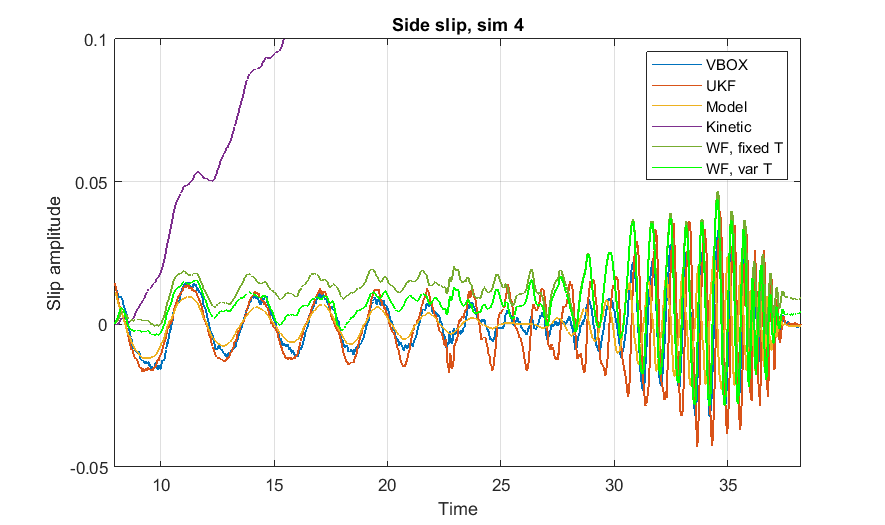 Side slip, sim 4
0.1
0.05
0
-0.05
Slip amplitude
10
15
20
25
30
35
Time
VBOX
UKF
Model
Kinetic
WF, fixed T
WF, var T